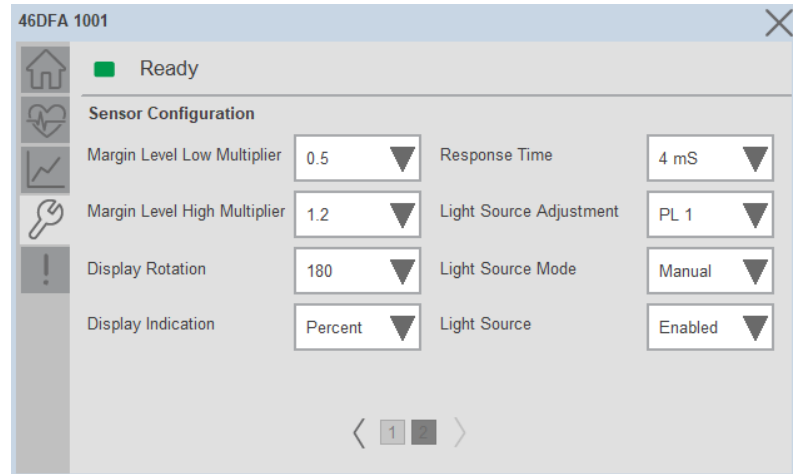 46DFA 1001
Ready
Sensor Configuration
Margin Level Low Multiplier 0.5 Response Time 4 mS
Margin Level High Multiplier 1.2 Light Source Adjustment PL 1
Display Rotation 180 Light Source Mode Manual
Display Indication Percent Light Source Enabled
1 2